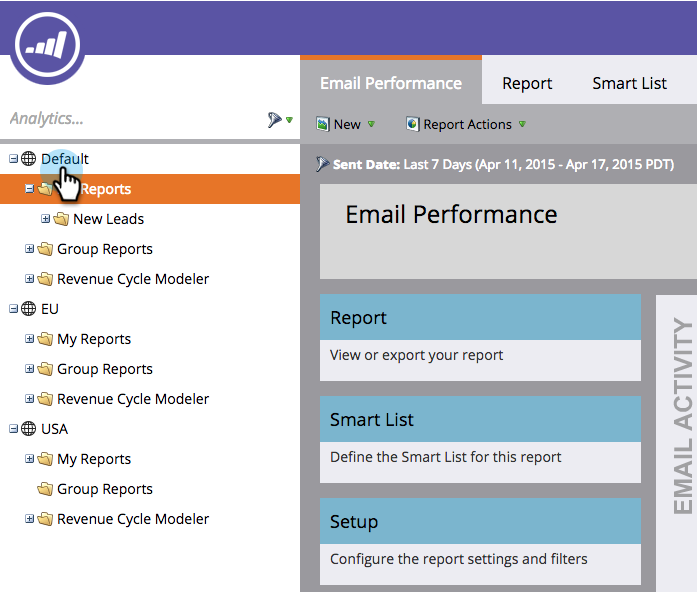 Analytics...
Default
Reports
New Leads
Group Reports
Revenue Cycle Modeler
EU
My Reports
Group Reports
Revenue Cycle Modeler
USA
My Reports
Group Reports
Revenue Cycle Modeler
Email Performance Report Smart List
New Report Actions
Sent Date: Last 7 Days (Apr 11, 2015 - Apr 17, 2015 PDT)
Email Performance
Report
View or export your report
Smart List
Define the Smart List for this report
Setup
Configure the report settings and filters
EMAIL ACTIVITY